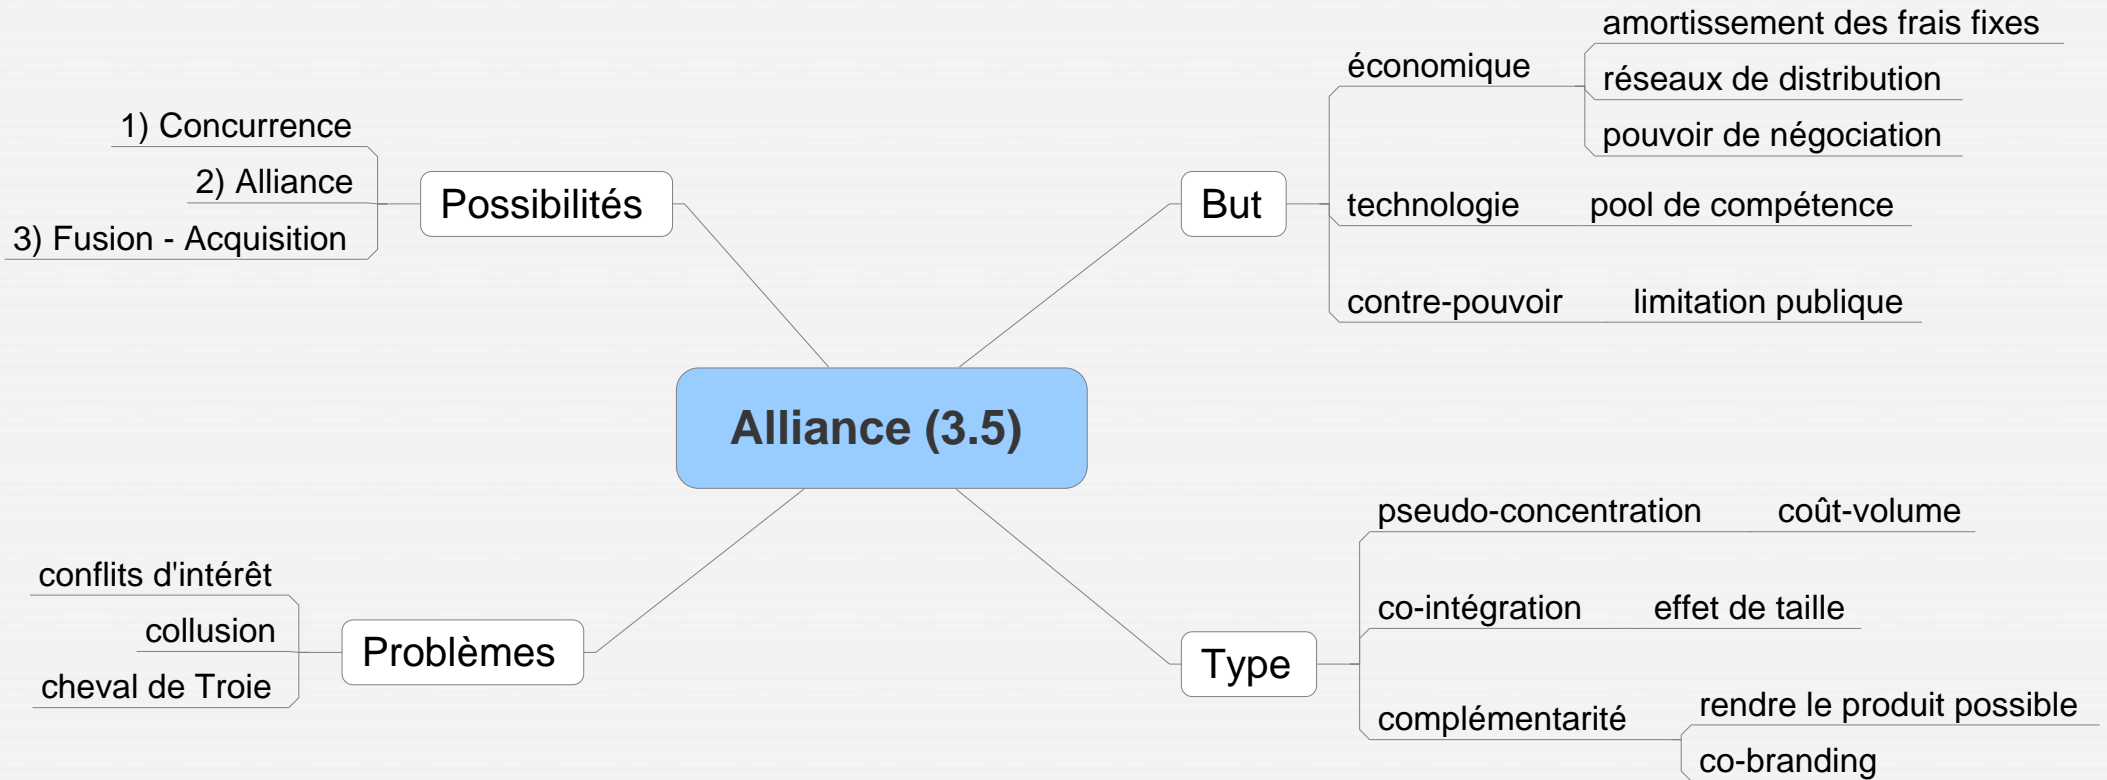 Alliance (3.5)
Possibilités
1) Concurrence
2) Alliance
3) Fusion - Acquisition
But
économique
amortissement des frais fixes
réseaux de distribution
pouvoir de négociation
technologie
pool de compétence
contre-pouvoir
limitation publique
Problèmes
conflits d'intérêt
collusion
cheval de Troie
Type
pseudo-concentration
coût-volume
co-intégration
effet de taille
complémentarité
rendre le produit possible
co-branding